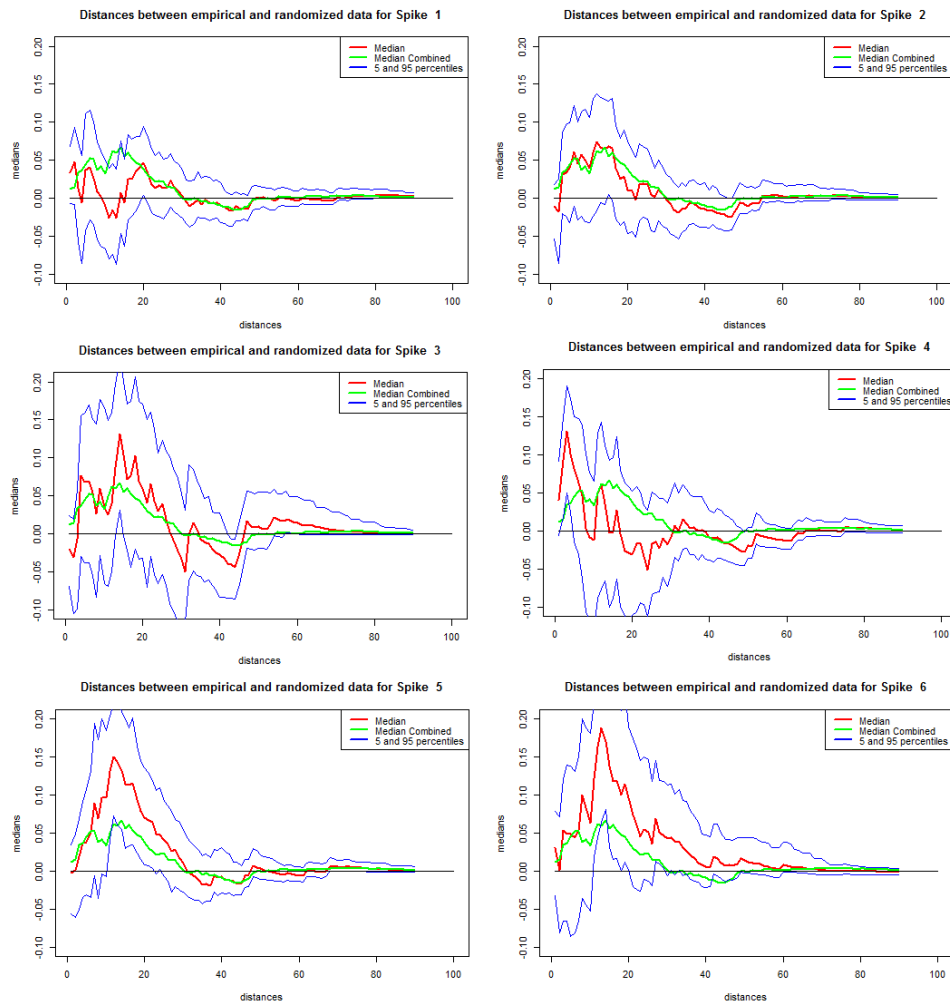 Distances between empirical and randomized data for Spike 1
Median
Median Combined
5 and 95 percentiles
medians
0.20
0.15
0.10
0.05
0.00
-0.05
-0.10
0 20 40 60 80 100
distances
Distances between empirical and randomized data for Spike 2
Median
Median Combined
5 and 95 percentiles
medians
0.20
0.15
0.10
0.05
0.00
-0.05
-0.10
0 20 40 60 80 100
distances
Distances between empirical and randomized data for Spike 3
Median
Median Combined
5 and 95 percentiles
medians
0.20
0.15
0.10
0.05
0.00
-0.05
-0.10
0 20 40 60 80 100
distances
Distances between empirical and randomized data for Spike 4
Median
Median Combined
5 and 95 percentiles
medians
0.20
0.15
0.10
0.05
0.00
-0.05
-0.10
0 20 40 60 80 100
distances
Distances between empirical and randomized data for Spike 5
Median
Median Combined
5 and 95 percentiles
medians
0.20
0.15
0.10
0.05
0.00
-0.05
-0.10
0 20 40 60 80 100
distances
Distances between empirical and randomized data for Spike 6
Median
Median Combined
5 and 95 percentiles
medians
0.20
0.15
0.10
0.05
0.00
-0.05
-0.10
0 20 40 60 80 100
distances